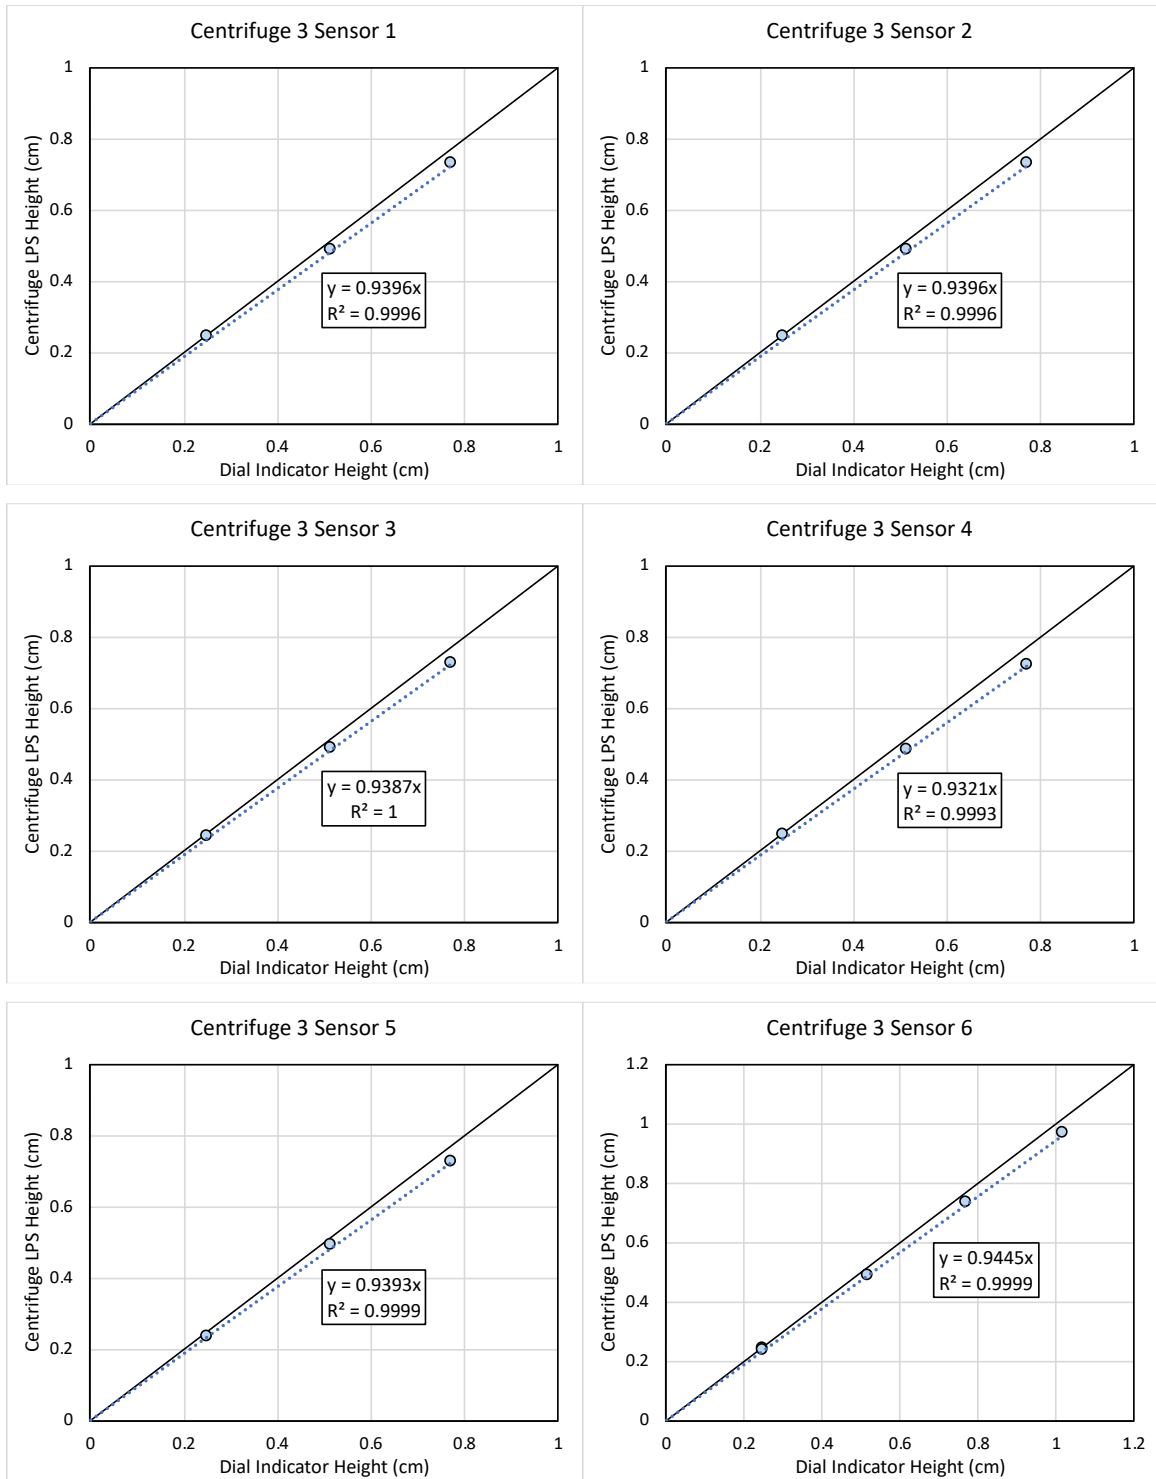 Centrifuge 3 Sensor 1
Centrifuge LPS Height (cm)
1
0.8
0.6
0.4
0.2
0
y = 0.9396x
R² = 0.9996
0 0.2 0.4 0.6 0.8 1
Dial Indicator Height (cm)
Centrifuge 3 Sensor 2
Centrifuge LPS Height (cm)
1
0.8
0.6
0.4
0.2
0
y = 0.9396x
R² = 0.9996
0 0.2 0.4 0.6 0.8 1
Dial Indicator Height (cm)
Centrifuge 3 Sensor 3
Centrifuge LPS Height (cm)
1
0.8
0.6
0.4
0.2
0
y = 0.9387x
R² = 1
0 0.2 0.4 0.6 0.8 1
Dial Indicator Height (cm)
Centrifuge 3 Sensor 4
Centrifuge LPS Height (cm)
1
0.8
0.6
0.4
0.2
0
y = 0.9321x
R² = 0.9993
0 0.2 0.4 0.6 0.8 1
Dial Indicator Height (cm)
Centrifuge 3 Sensor 5
Centrifuge LPS Height (cm)
1
0.8
0.6
0.4
0.2
0
y = 0.9393x
R² = 0.9999
0 0.2 0.4 0.6 0.8 1
Dial Indicator Height (cm)
Centrifuge 3 Sensor 6
Centrifuge LPS Height (cm)
1.2
1
0.8
0.6
0.4
0.2
0
y = 0.9445x
R² = 0.9999
0 0.2 0.4 0.6 0.8 1 1.2
Dial Indicator Height (cm)